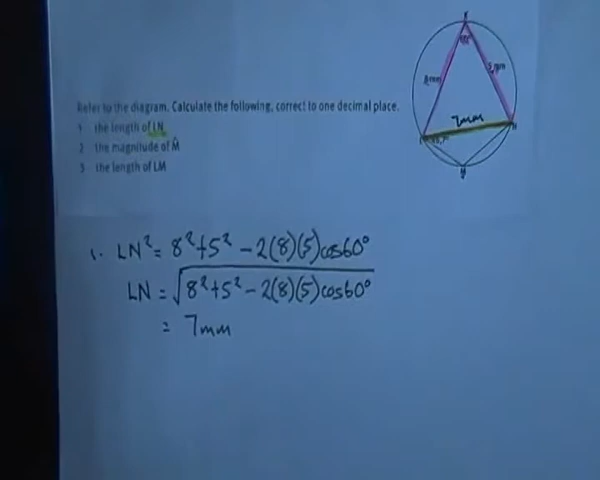 Refer to the diagram. Calculate the following, correct to one decimal place.
1 the length of LN
2 the magnitude of M̂
3 the length of LM
8mm
5mm
7mm
1. LN² = 8²+5² - 2(8)(5)cos60°
LN = √8²+5² - 2(8)(5)cos60°
= 7mm